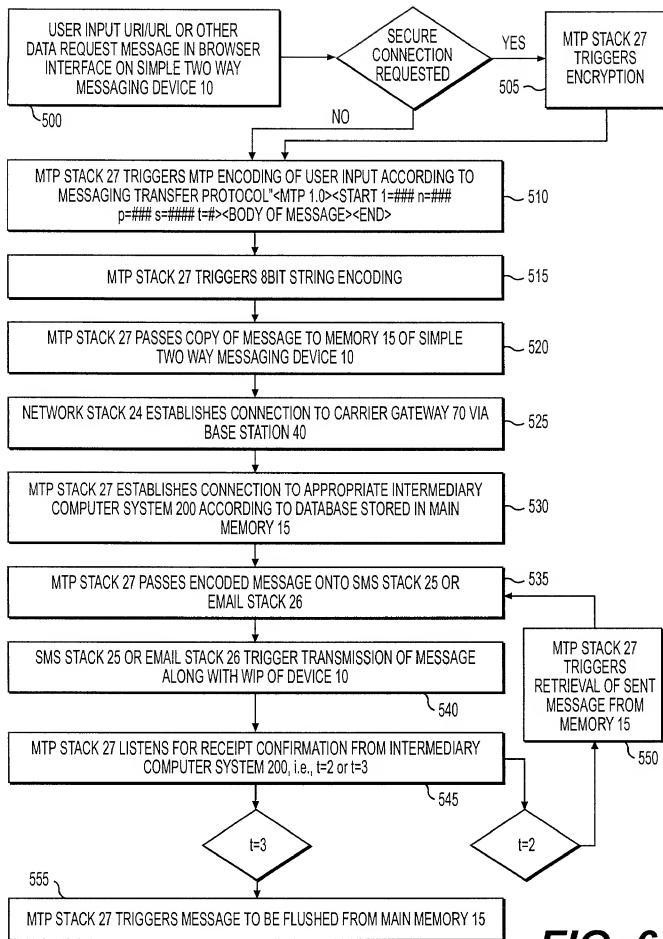 USER INPUT URI/URL OR OTHER
DATA REQUEST MESSAGE IN BROWSER
INTERFACE ON SIMPLE TWO WAY
MESSAGING DEVICE 10
500
SECURE
CONNECTION
REQUESTED
YES
NO
MTP STACK 27
TRIGGERS
ENCRYPTION
505
MTP STACK 27 TRIGGERS MTP ENCODING OF USER INPUT ACCORDING TO
MESSAGING TRANSFER PROTOCOL"<MTP 1.0><START 1=### n=###
p=### s=#### t=#><BODY OF MESSAGE><END>
510
MTP STACK 27 TRIGGERS 8BIT STRING ENCODING
515
MTP STACK 27 PASSES COPY OF MESSAGE TO MEMORY 15 OF SIMPLE
TWO WAY MESSAGING DEVICE 10
520
NETWORK STACK 24 ESTABLISHES CONNECTION TO CARRIER GATEWAY 70 VIA
BASE STATION 40
525
MTP STACK 27 ESTABLISHES CONNECTION TO APPROPRIATE INTERMEDIARY
COMPUTER SYSTEM 200 ACCORDING TO DATABASE STORED IN MAIN
MEMORY 15
530
MTP STACK 27 PASSES ENCODED MESSAGE ONTO SMS STACK 25 OR
EMAIL STACK 26
535
SMS STACK 25 OR EMAIL STACK 26 TRIGGER TRANSMISSION OF MESSAGE
ALONG WITH WIP OF DEVICE 10
540
MTP STACK 27
TRIGGERS
RETRIEVAL OF SENT
MESSAGE FROM
MEMORY 15
550
MTP STACK 27 LISTENS FOR RECEIPT CONFIRMATION FROM INTERMEDIARY
COMPUTER SYSTEM 200, i.e., t=2 or t=3
545
t=3
t=2
555
MTP STACK 27 TRIGGERS MESSAGE TO BE FLUSHED FROM MAIN MEMORY 15
FIG. 6